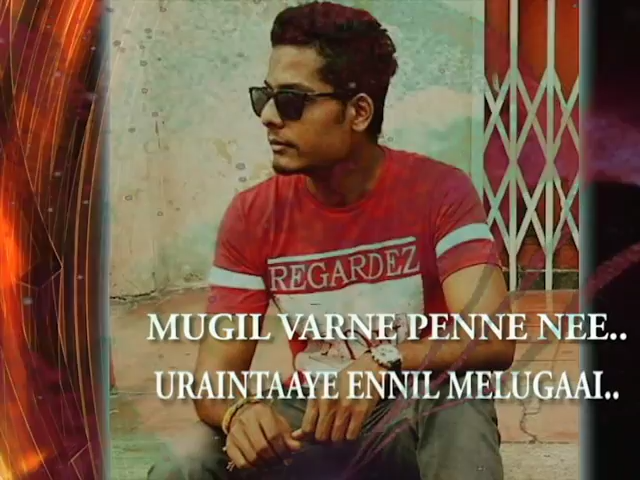 REGARDEZ
MUGIL VARNE PENNE NEE..
URAINTAAYE ENNIL MELUGAAI..